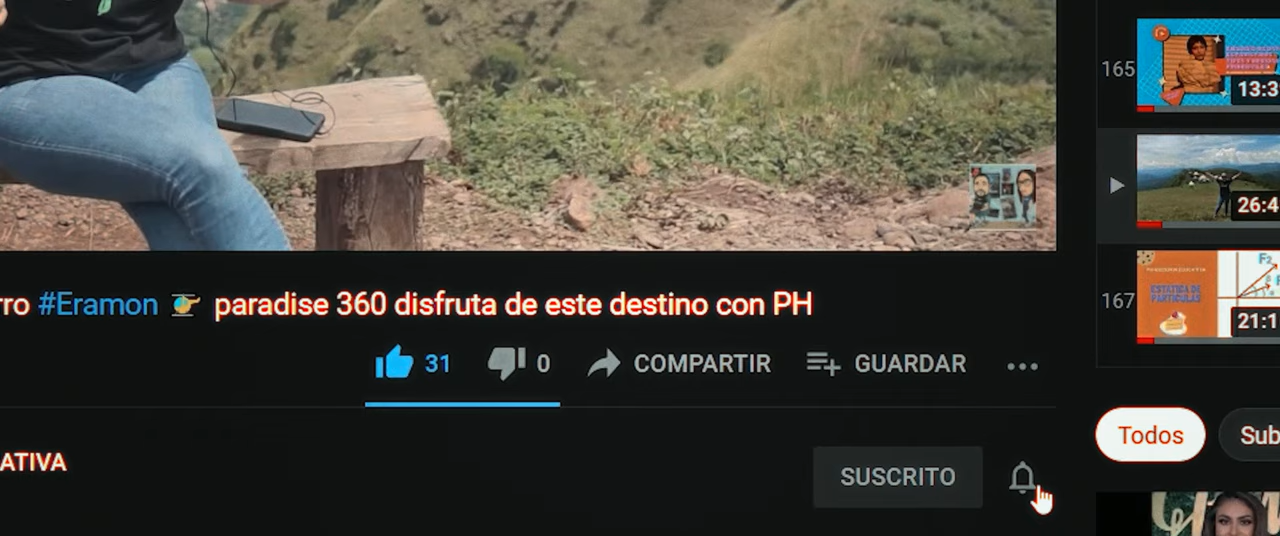 165
13:3
26:4
ESTÁTICA DE
PARTÍCULAS
F2
167
21:1
rro #Eramon paradise 360 disfruta de este destino con PH
31 0 COMPARTIR GUARDAR
Todos Sub
ATIVA
SUSCRITO